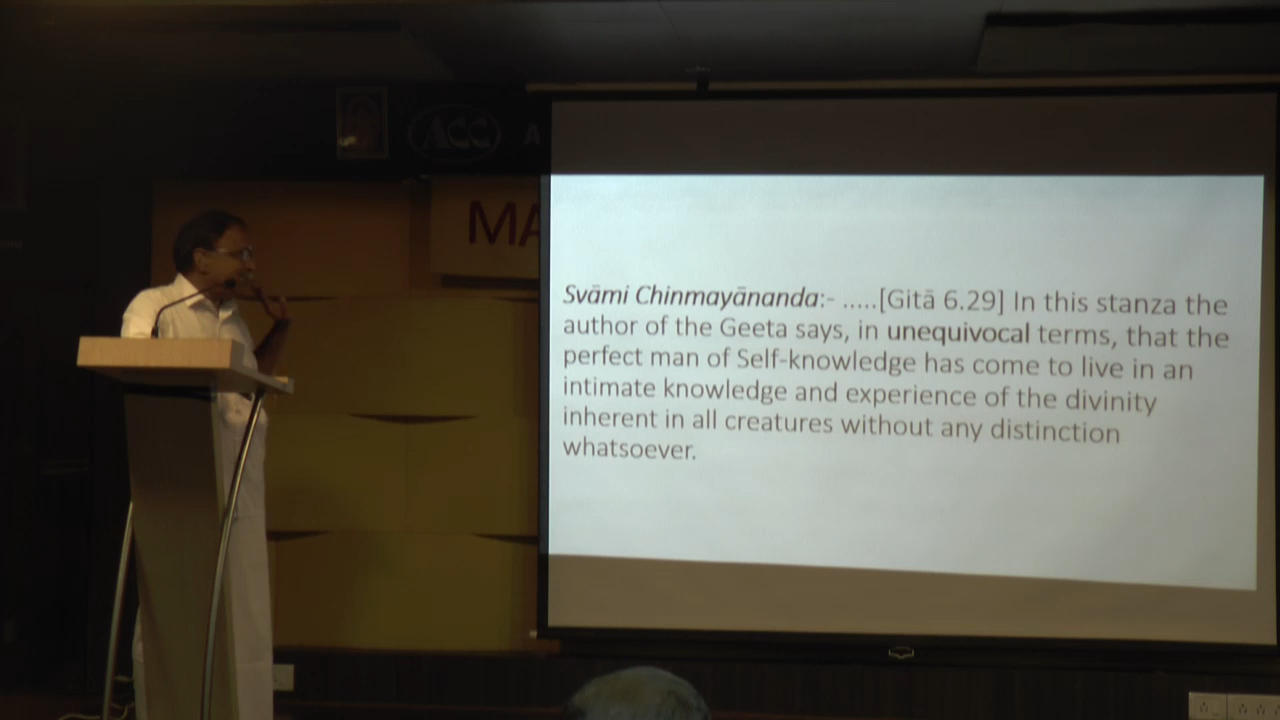 ACC
A
MA
Svāmi Chinmayānanda:- .....[Gitā 6.29] In this stanza the
author of the Geeta says, in unequivocal terms, that the
perfect man of Self-knowledge has come to live in an
intimate knowledge and experience of the divinity
inherent in all creatures without any distinction
whatsoever.